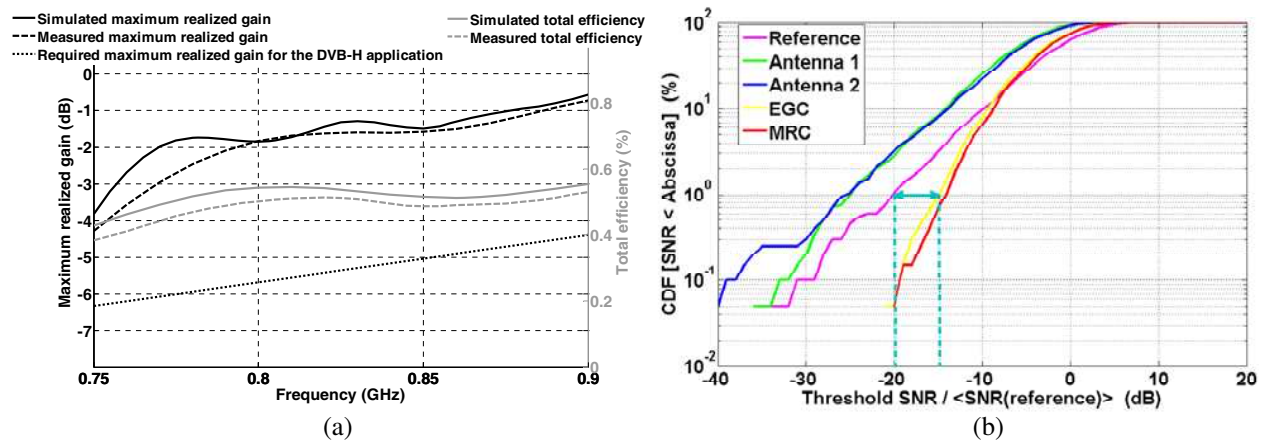 Simulated maximum realized gain
Measured maximum realized gain
Required maximum realized gain for the DVB-H application
Simulated total efficiency
Measured total efficiency
Maximum realized gain (dB)
0
-1
-2
-3
-4
-5
-6
-7
0.75
0.8
0.85
0.9
Frequency (GHz)
0.8
0.6
0.4
0.2
0
Total efficiency (%)
(a)
CDF [SNR < Abscissa] (%)
10^2
10^1
10^0
10^-1
10^-2
Reference
Antenna 1
Antenna 2
EGC
MRC
-40
-30
-20
-10
0
10
20
Threshold SNR / <SNR(reference)> (dB)
(b)